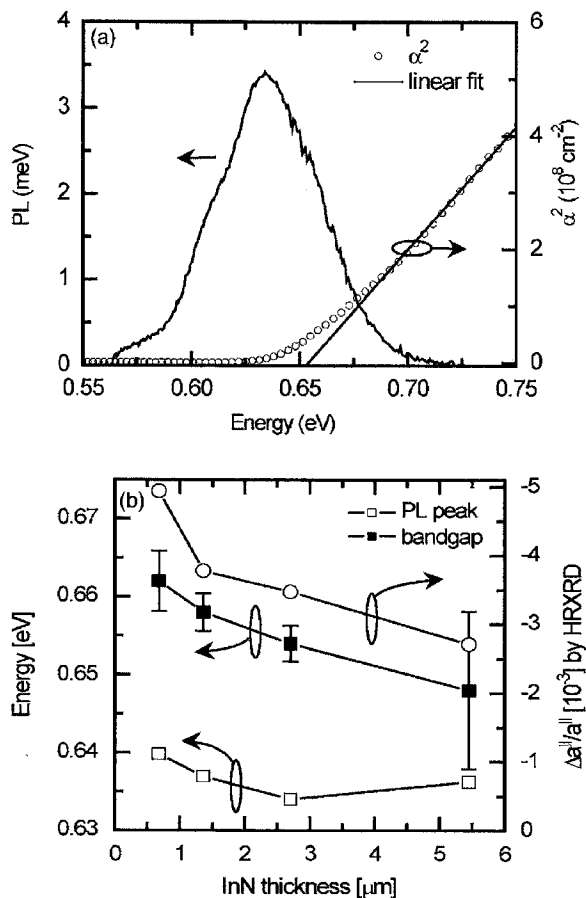 (a)
α²
linear fit
PL (meV)
4
3
2
1
0
6
4
2
0
α² (10⁸ cm⁻²)
0.55 0.60 0.65 0.70 0.75
Energy (eV)
(b)
PL peak
bandgap
Energy [eV]
0.67
0.66
0.65
0.64
0.63
-5
-4
-3
-2
-1
0
Δa||/a|| [10⁻³] by HRXRD
0 1 2 3 4 5 6
InN thickness [μm]